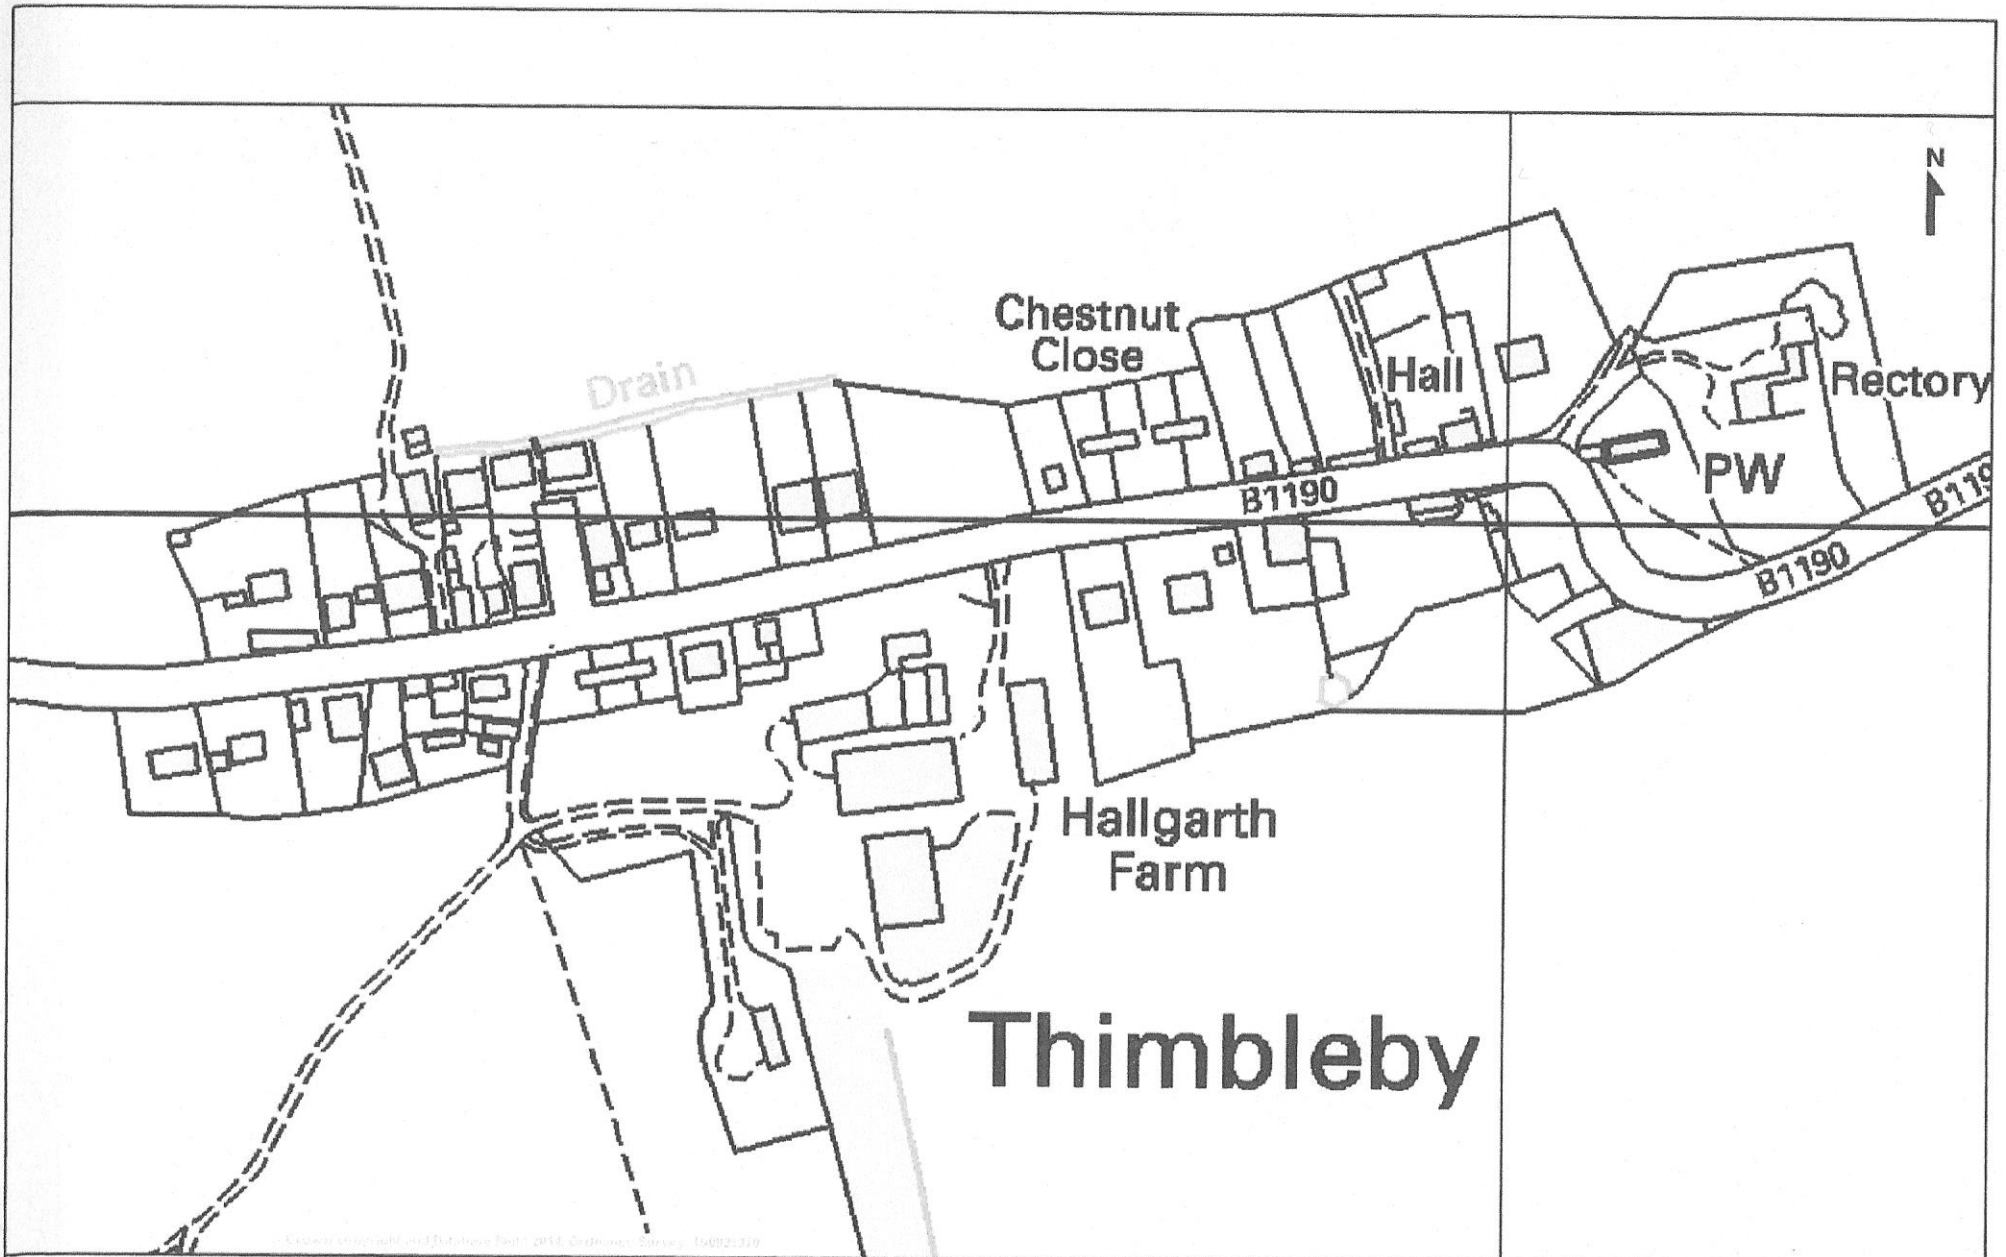 N
Chestnut
Close
Drain
Hall
Rectory
PW
B1190
B119
B1190
Hallgarth
Farm
Thimbleby